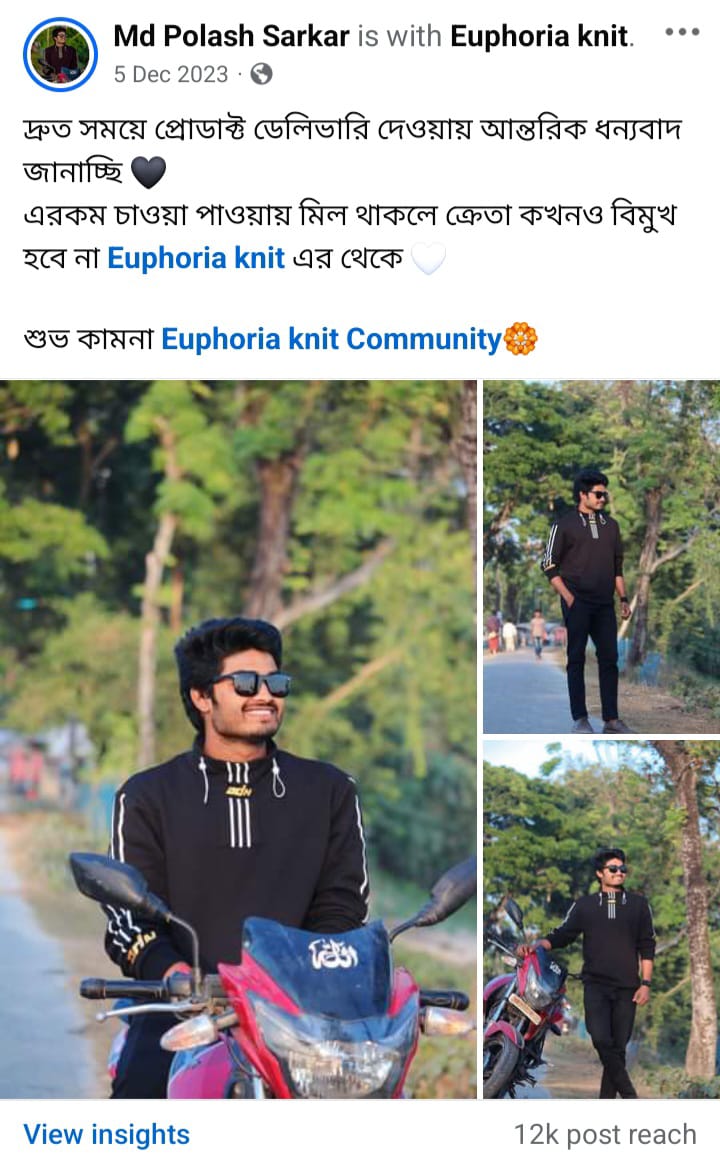 Md Polash Sarkar is with Euphoria knit.
5 Dec 2023
দ্রুত সময়ে প্রোডাক্ট ডেলিভারি দেওয়ায় আন্তরিক ধন্যবাদ
জানাচ্ছি 🖤
এরকম চাওয়া পাওয়ায় মিল থাকলে ক্রেতা কখনও বিমুখ
হবে না Euphoria knit এর থেকে 🤍
শুভ কামনা Euphoria knit Community🏵️
View insights
12k post reach